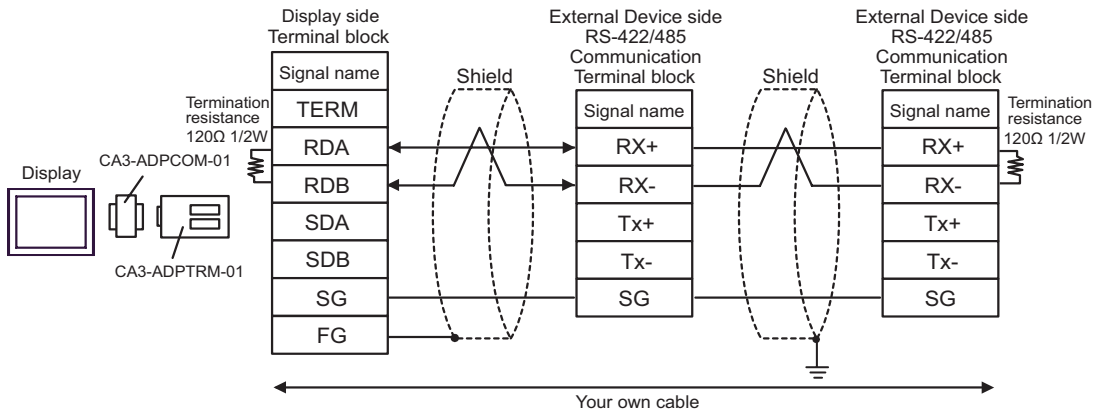 Display side
Terminal block
External Device side
RS-422/485
Communication
Terminal block
External Device side
RS-422/485
Communication
Terminal block
Signal name
TERM
RDA
RDB
SDA
SDB
SG
FG
Termination
resistance
120Ω 1/2W
Display
CA3-ADPCOM-01
CA3-ADPTRM-01
Shield
Signal name
RX+
RX-
Tx+
Tx-
SG
Shield
Signal name
RX+
RX-
Tx+
Tx-
SG
Termination
resistance
120Ω 1/2W
Your own cable